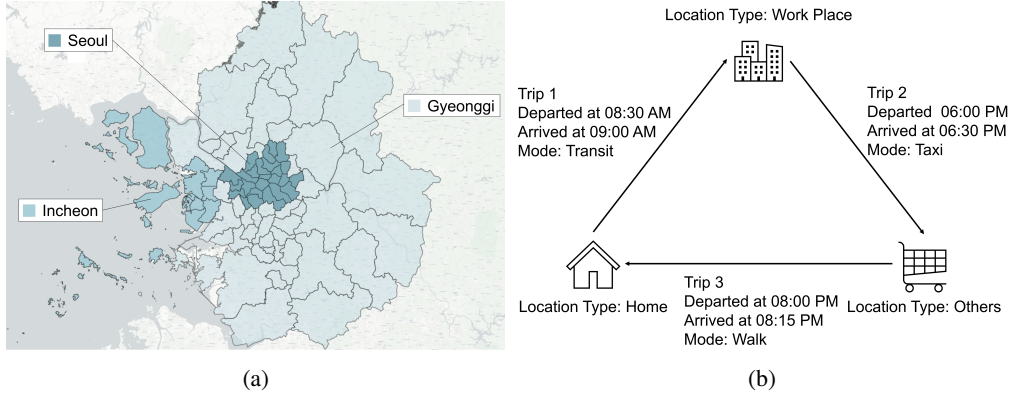 Seoul
Gyeonggi
Incheon
(a)
Location Type: Work Place
Trip 1
Departed at 08:30 AM
Arrived at 09:00 AM
Mode: Transit
Trip 2
Departed  06:00 PM
Arrived at 06:30 PM
Mode: Taxi
Location Type: Home
Trip 3
Departed at 08:00 PM
Arrived at 08:15 PM
Mode: Walk
Location Type: Others
(b)